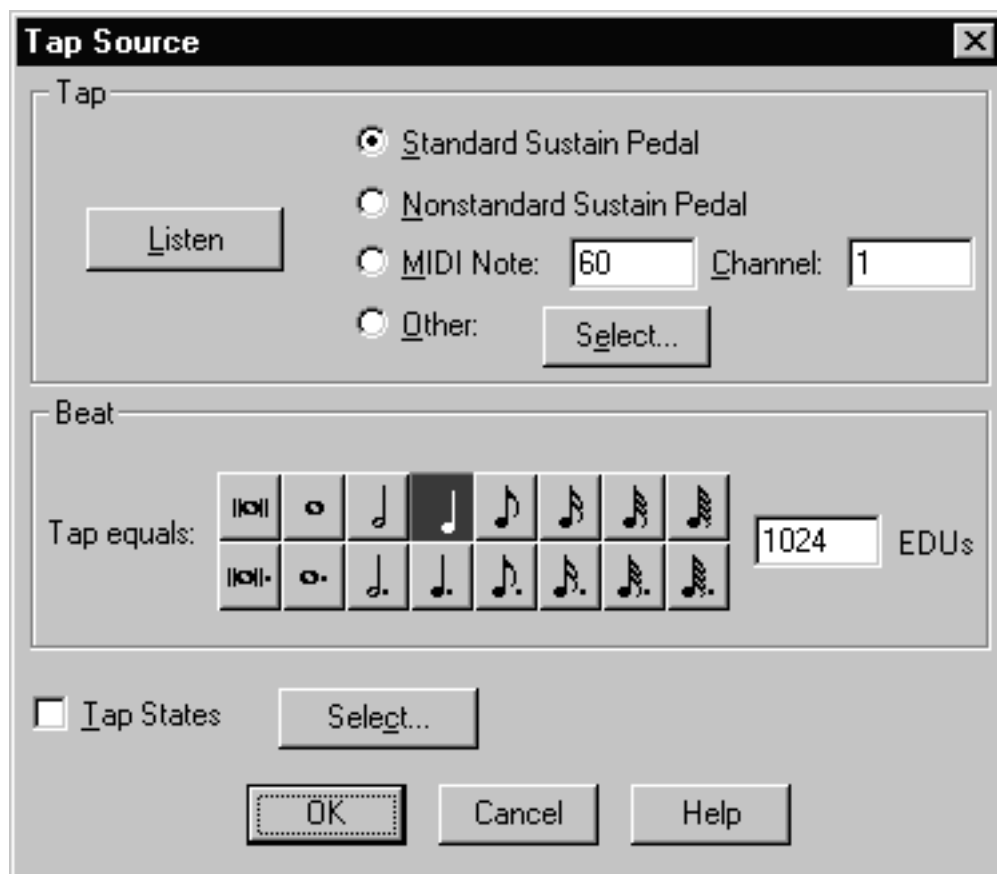 Tap Source
Tap
Standard Sustain Pedal
Nonstandard Sustain Pedal
Listen
MIDI Note: 60 Channel: 1
Other: Select...
Beat
Tap equals: 1024 EDUs
Tap States Select...
OK Cancel Help